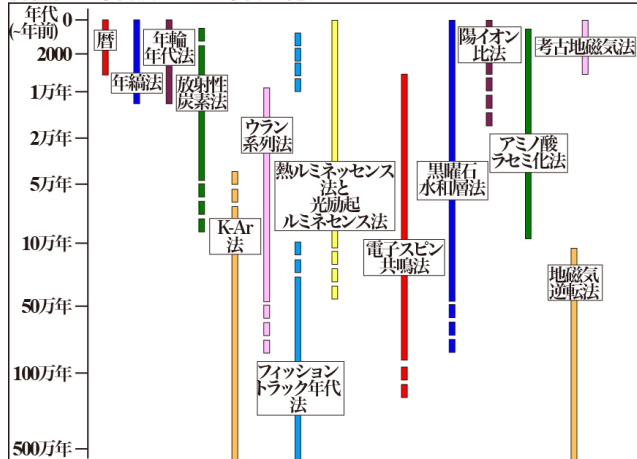 年代
(~年前)
0
2000
1万年
2万年
5万年
10万年
50万年
100万年
500万年
暦
年縞法
年輪
年代法
放射性
炭素法
K-Ar
法
ウラン
系列法
フィッション
トラック年代
法
熱ルミネッセンス
法と
光励起
ルミネセンス法
電子スピン
共鳴法
黒曜石
水和層法
陽イオン
比法
アミノ酸
ラセミ化法
考古地磁気法
地磁気
逆転法